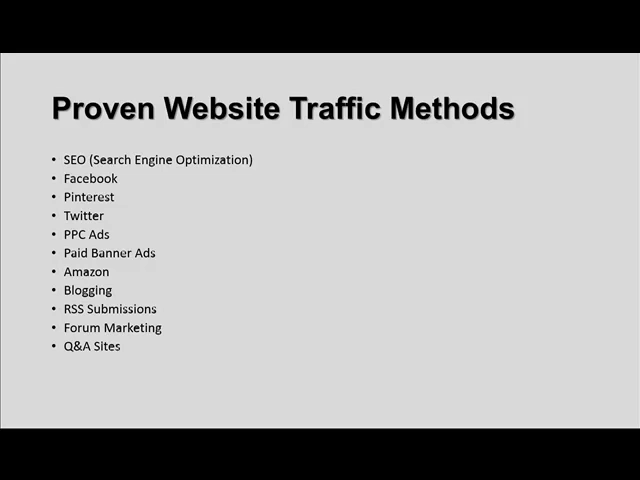 Proven Website Traffic Methods
• SEO (Search Engine Optimization)
• Facebook
• Pinterest
• Twitter
• PPC Ads
• Paid Banner Ads
• Amazon
• Blogging
• RSS Submissions
• Forum Marketing
• Q&A Sites